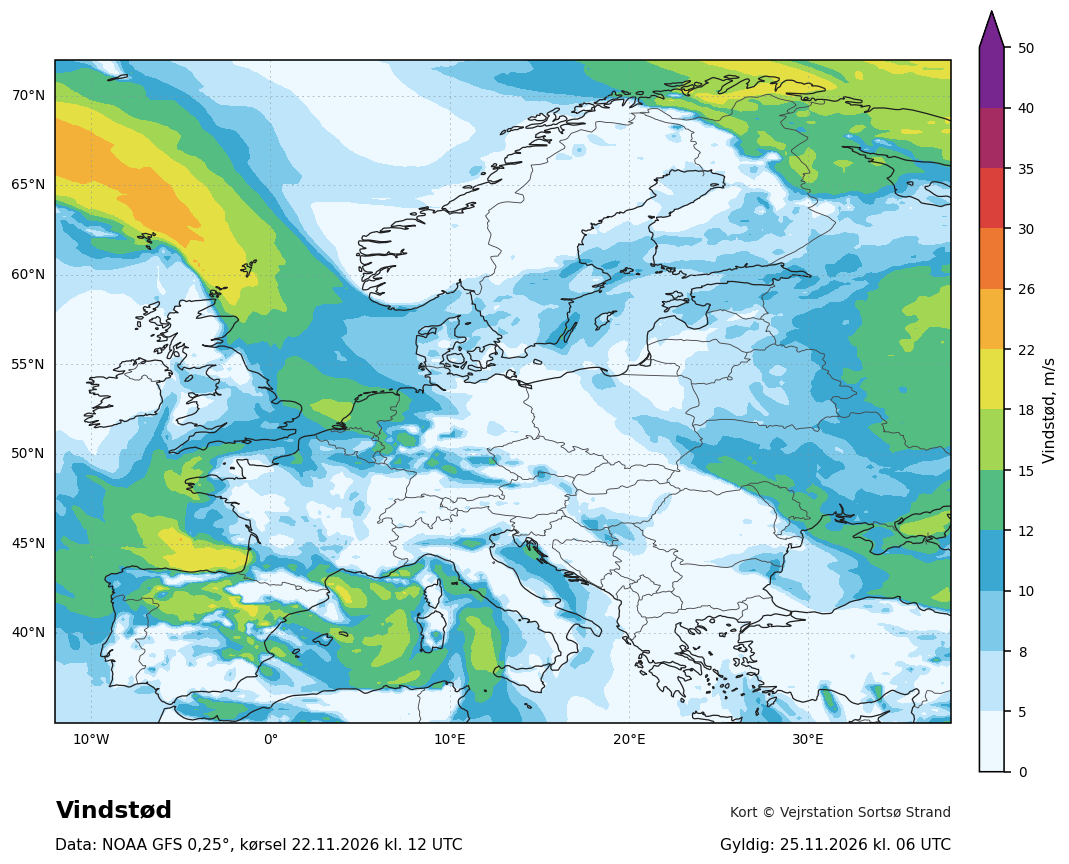 70°N
65°N
60°N
55°N
50°N
45°N
40°N
10°W
0°
10°E
20°E
30°E
50
40
35
30
26
22
18
15
12
10
8
5
0
Vindstød, m/s
Vindstød
Kort © Vejrstation Sortsø Strand
Data: NOAA GFS 0,25°, kørsel 22.11.2026 kl. 12 UTC
Gyldig: 25.11.2026 kl. 06 UTC